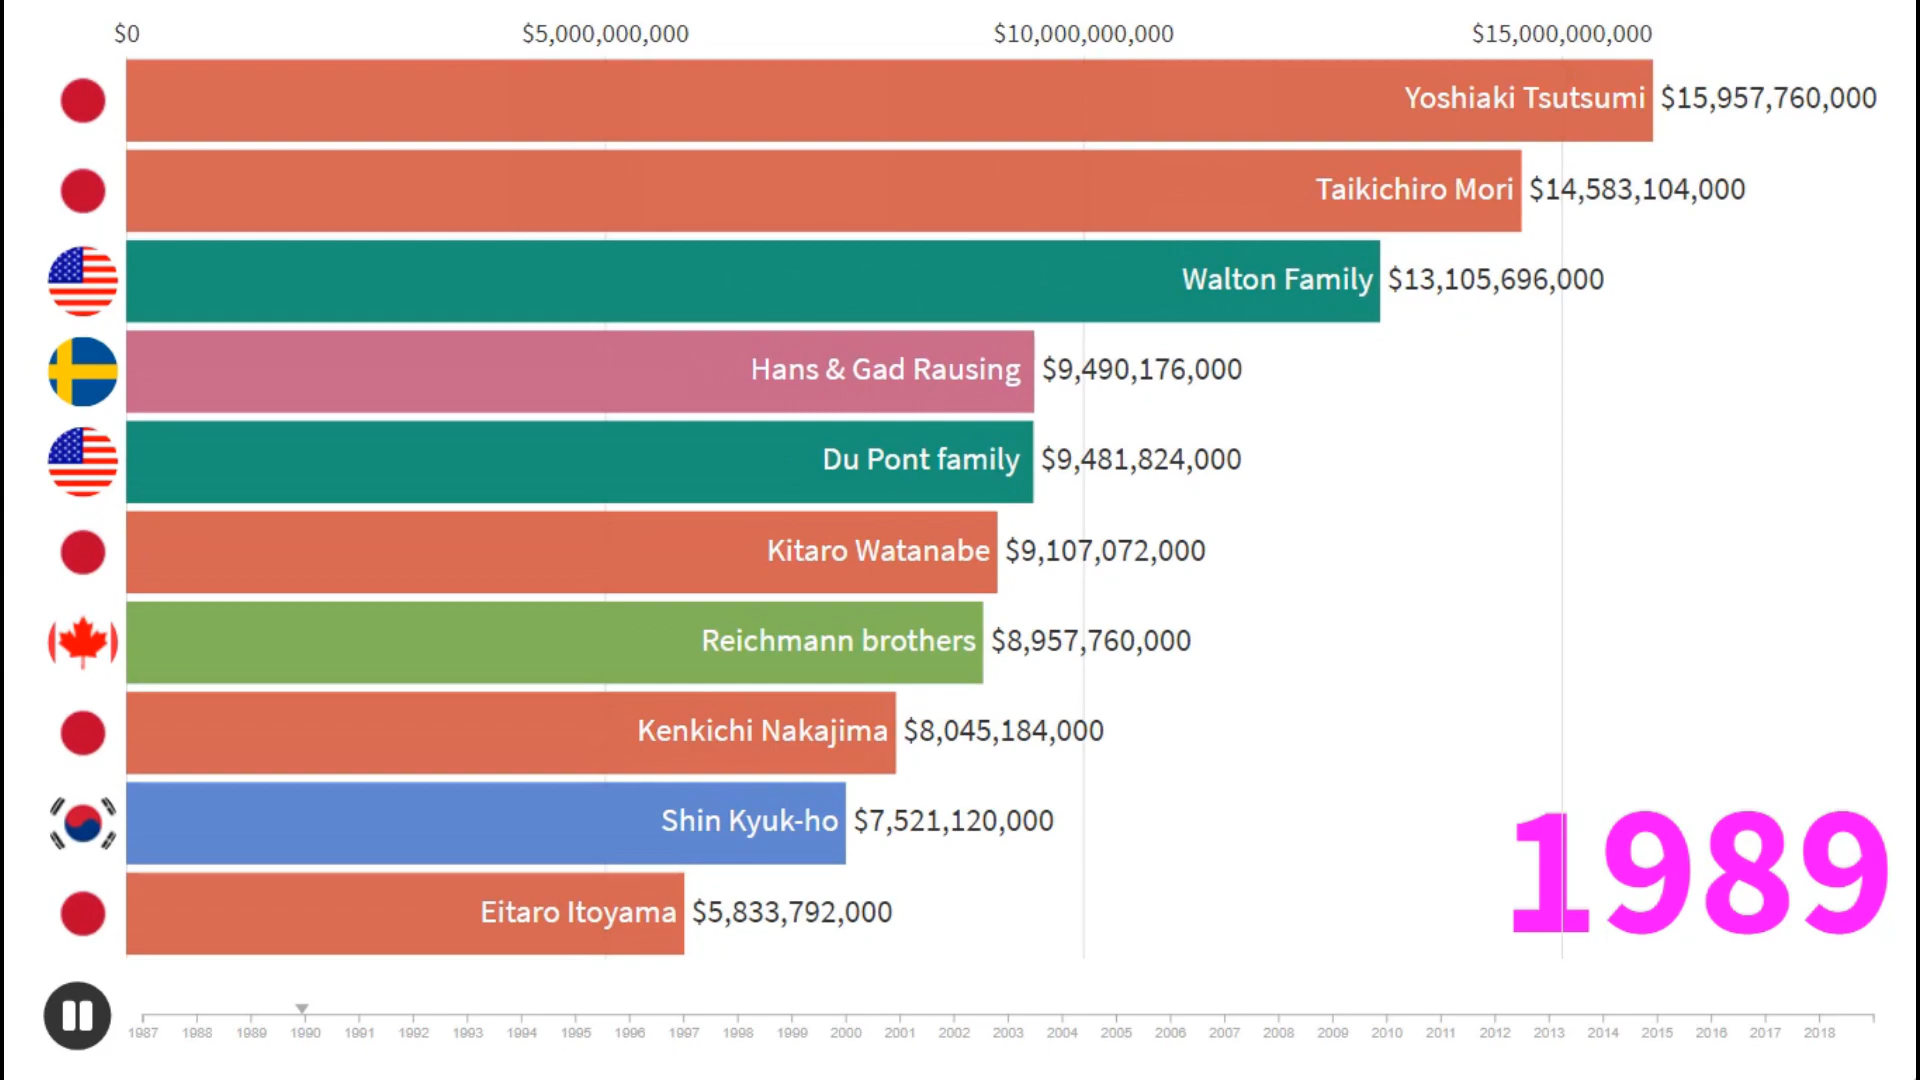 $0 $5,000,000,000 $10,000,000,000 $15,000,000,000
Yoshiaki Tsutsumi $15,957,760,000
Taikichiro Mori $14,583,104,000
Walton Family $13,105,696,000
Hans & Gad Rausing $9,490,176,000
Du Pont family $9,481,824,000
Kitaro Watanabe $9,107,072,000
Reichmann brothers $8,957,760,000
Kenkichi Nakajima $8,045,184,000
Shin Kyuk-ho $7,521,120,000
Eitaro Itoyama $5,833,792,000
1989
1987 1988 1989 1990 1991 1992 1993 1994 1995 1996 1997 1998 1999 2000 2001 2002 2003 2004 2005 2006 2007 2008 2009 2010 2011 2012 2013 2014 2015 2016 2017 2018